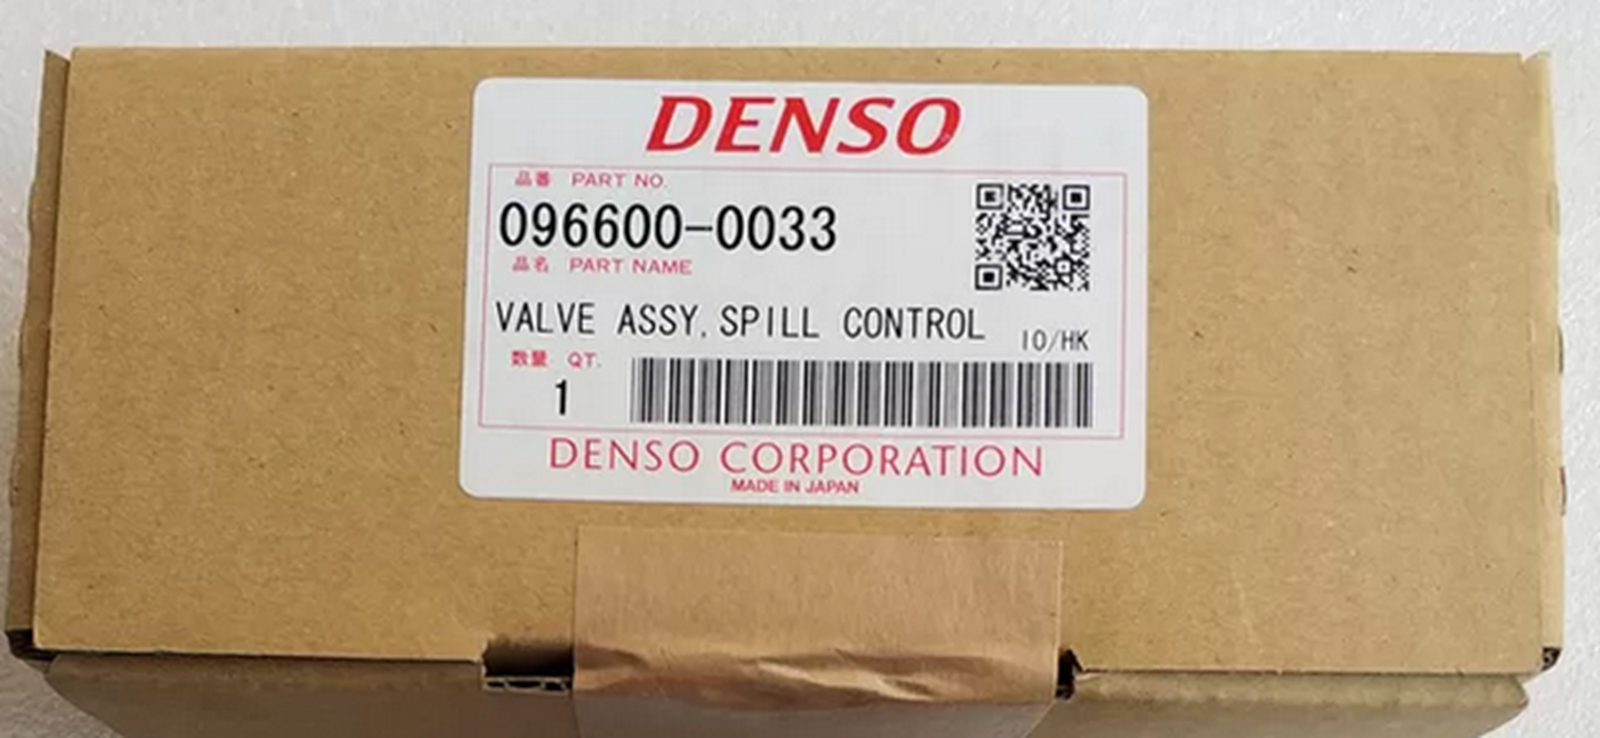 DENSO
品番 PART NO.
096600-0033
品名 PART NAME
VALVE ASSY,SPILL CONTROL IO/HK
数量 QT.
1
DENSO CORPORATION
MADE IN JAPAN